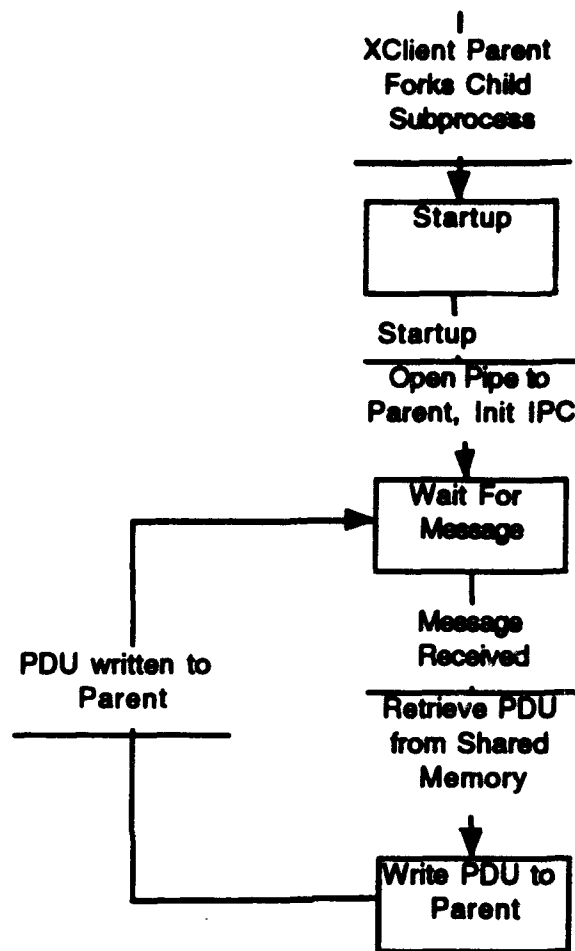 XClient Parent
Forks Child
Subprocess
Startup
Startup
Open Pipe to
Parent, Init IPC
Wait For
Message
Message
Received
PDU written to
Parent
Retrieve PDU
from Shared
Memory
Write PDU to
Parent